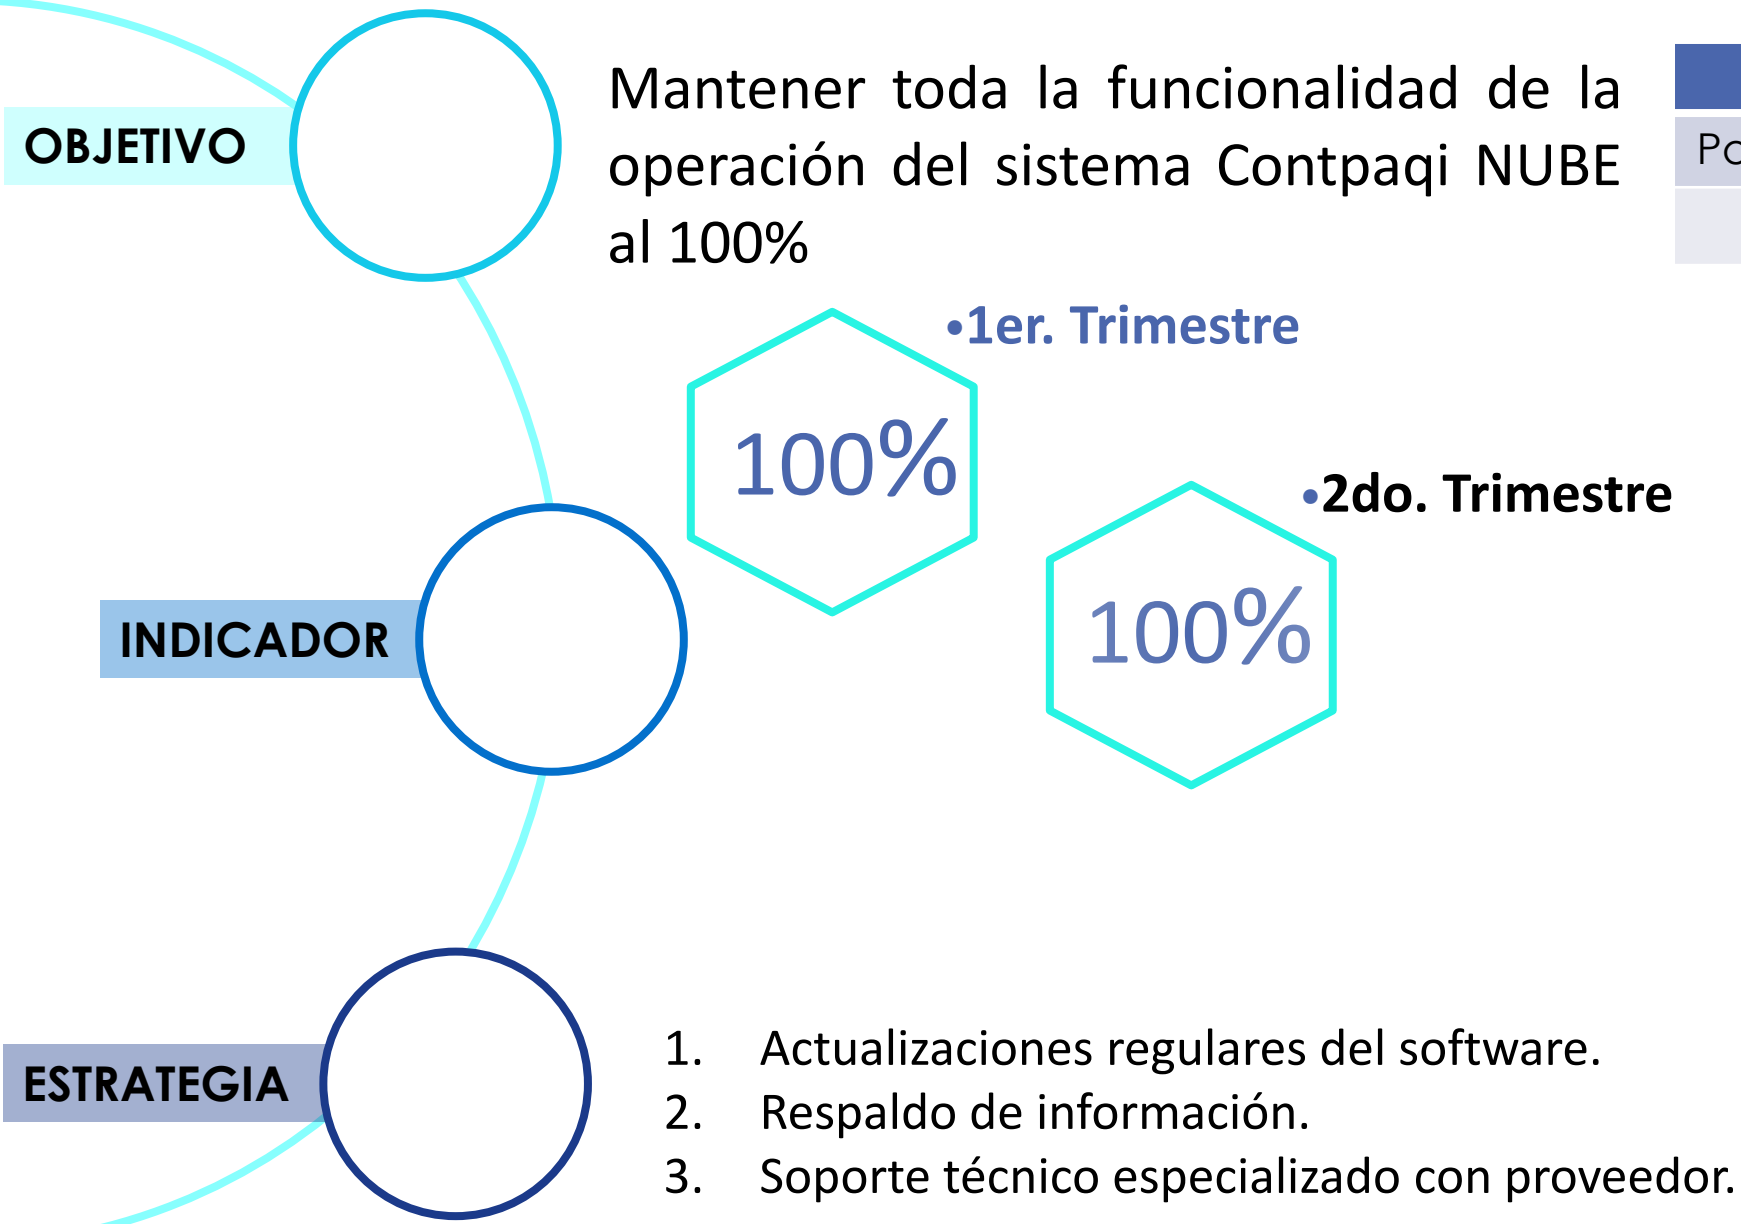 OBJETIVO
Mantener toda la funcionalidad de la
operación del sistema Contpaqi NUBE
al 100%
•1er. Trimestre
100%
•2do. Trimestre
100%
INDICADOR
ESTRATEGIA
1. Actualizaciones regulares del software.
2. Respaldo de información.
3. Soporte técnico especializado con proveedor.